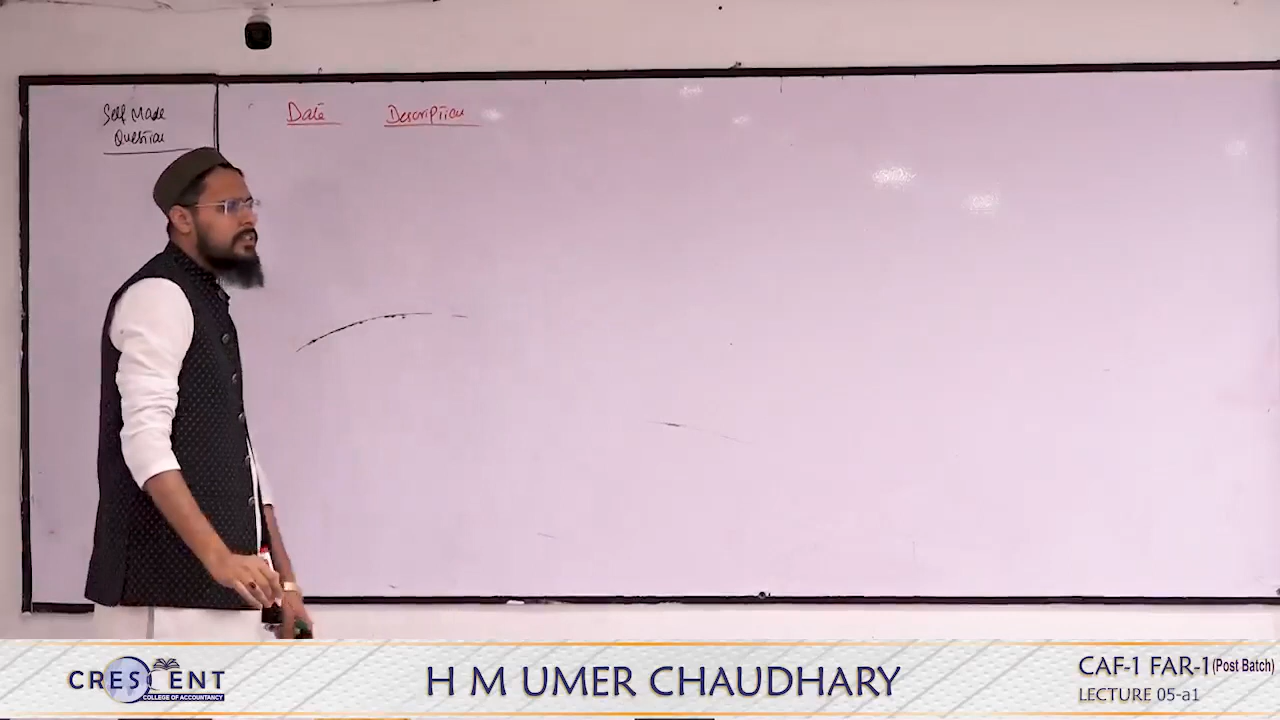 Self Made
Question
Date Description
CRESCENT
COLLEGE OF ACCOUNTANCY
H M UMER CHAUDHARY
CAF-1 FAR-1 (Post Batch)
LECTURE 05-a1